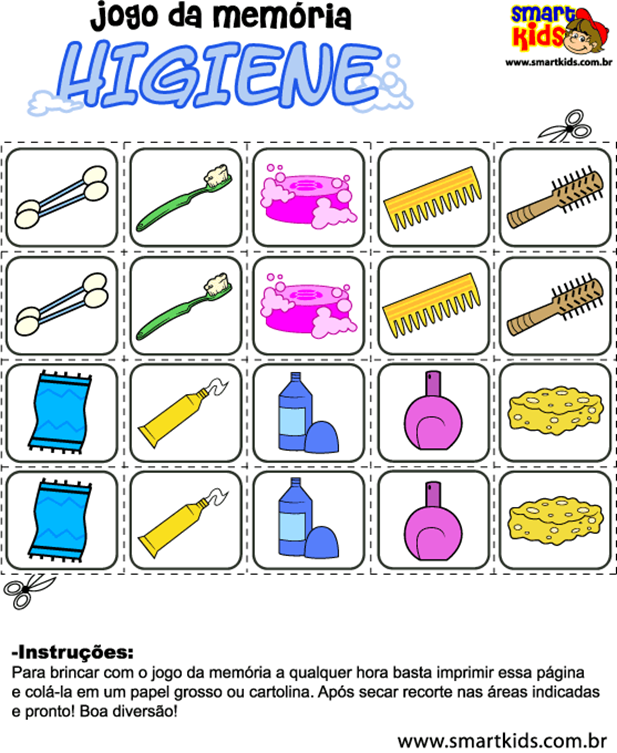 jogo da memória
HIGIENE
smart
kids
www.smartkids.com.br
-Instruções:
Para brincar com o jogo da memória a qualquer hora basta imprimir essa página
e colá-la em um papel grosso ou cartolina. Após secar recorte nas áreas indicadas
e pronto! Boa diversão!
www.smartkids.com.br